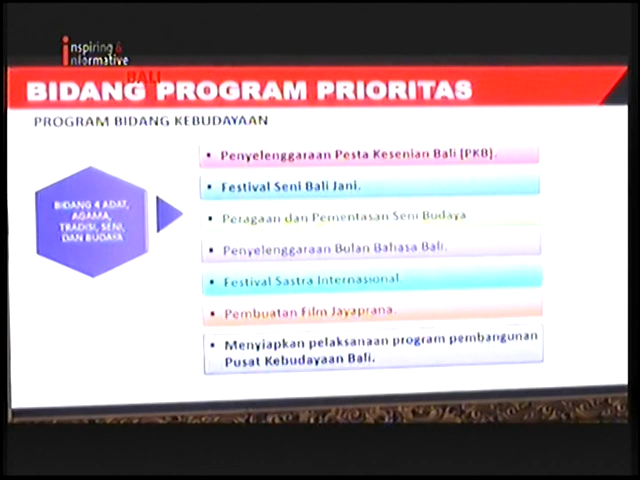 inspiring &
informative
BALI
BIDANG PROGRAM PRIORITAS
PROGRAM BIDANG KEBUDAYAAN
BIDANG 4 ADAT,
AGAMA,
TRADISI, SENI,
DAN BUDAYA
▪ Penyelenggaraan Pesta Kesenian Bali (PKB).
▪ Festival Seni Bali Jani.
▪ Peragaan dan Pementasan Seni Budaya
▪ Penyelenggaraan Bulan Bahasa Bali.
▪ Festival Sastra Internasional.
▪ Pembuatan Film Jayaprana.
▪ Menyiapkan pelaksanaan program pembangunan
Pusat Kebudayaan Bali.